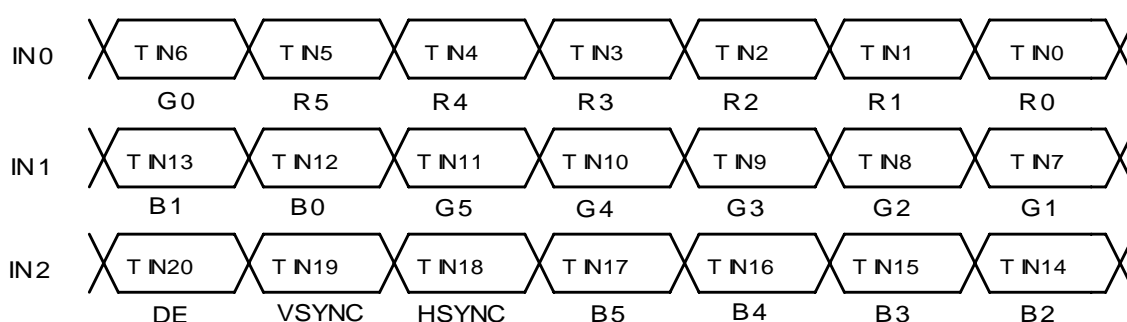 IN0 TIN6 TIN5 TIN4 TIN3 TIN2 TIN1 TIN0
G0 R5 R4 R3 R2 R1 R0
IN1 TIN13 TIN12 TIN11 TIN10 TIN9 TIN8 TIN7
B1 B0 G5 G4 G3 G2 G1
IN2 TIN20 TIN19 TIN18 TIN17 TIN16 TIN15 TIN14
DE VSYNC HSYNC B5 B4 B3 B2